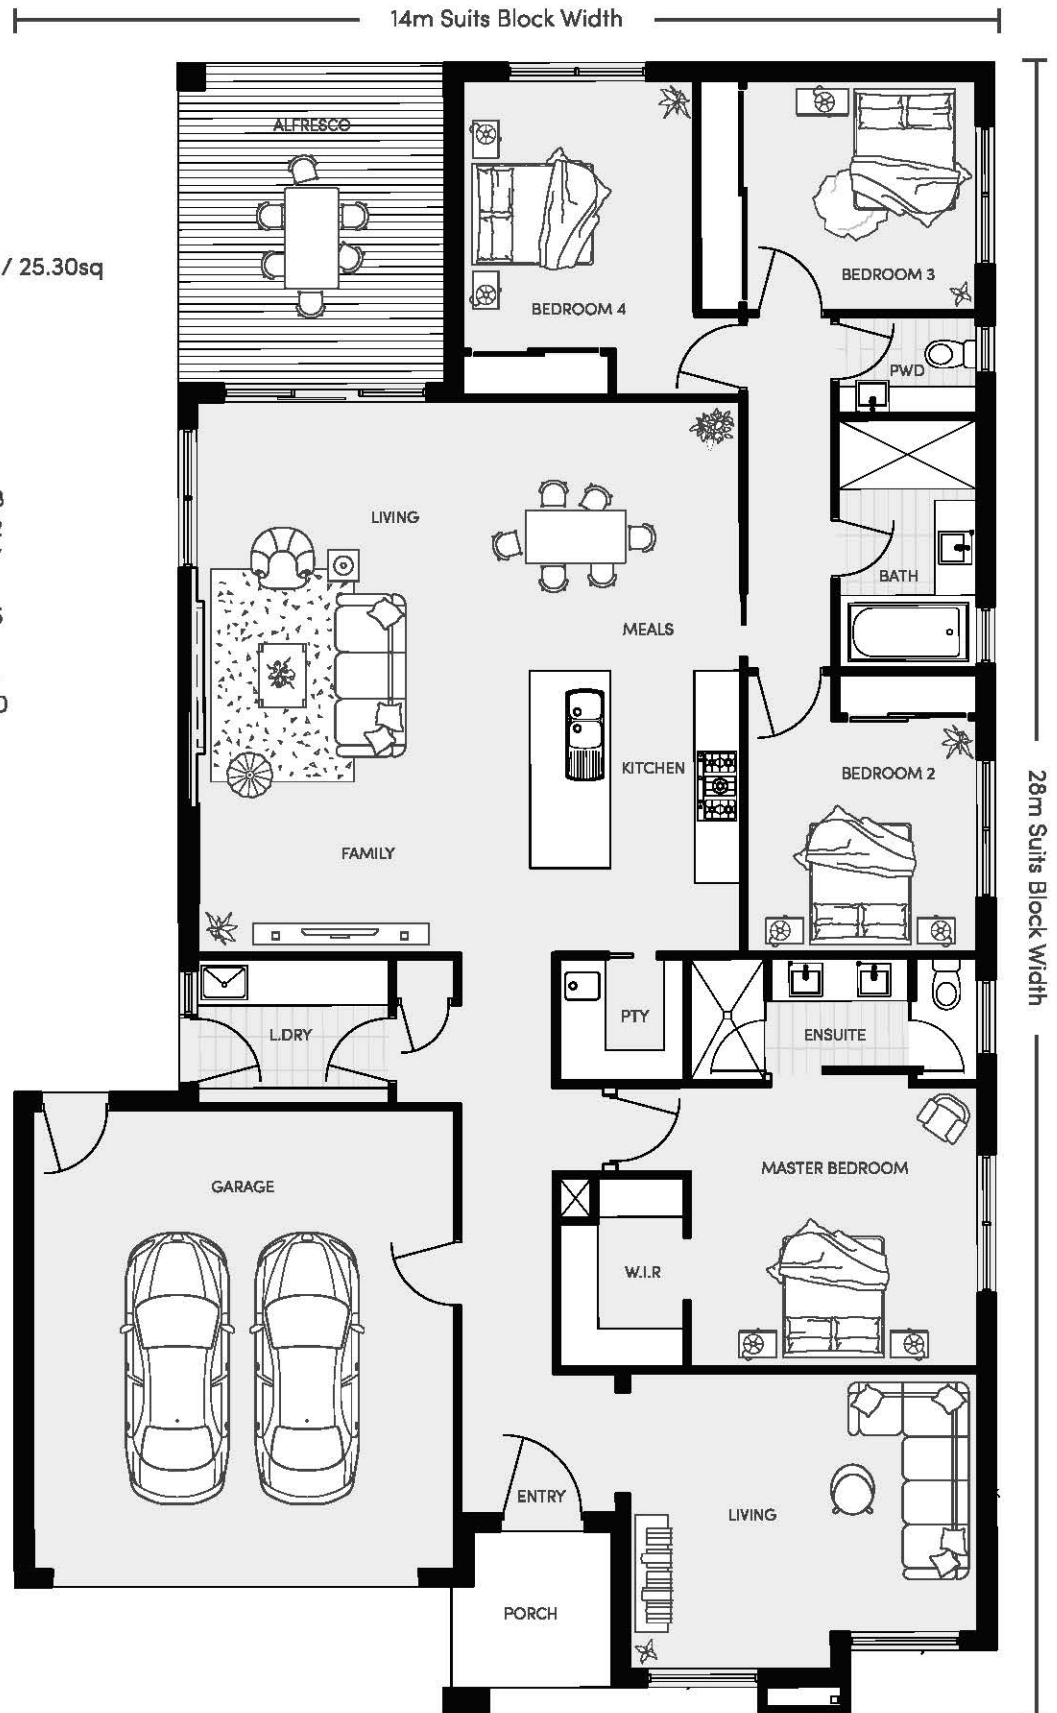 14m Suits Block Width
ALFRESCO
/ 25.30sq
BEDROOM 3
BEDROOM 4
PWD
LIVING
BATH
MEALS
KITCHEN
BEDROOM 2
28m Suits Block Width
FAMILY
PTY
L.DRY
ENSUITE
MASTER BEDROOM
GARAGE
W.I.R
ENTRY
LIVING
PORCH